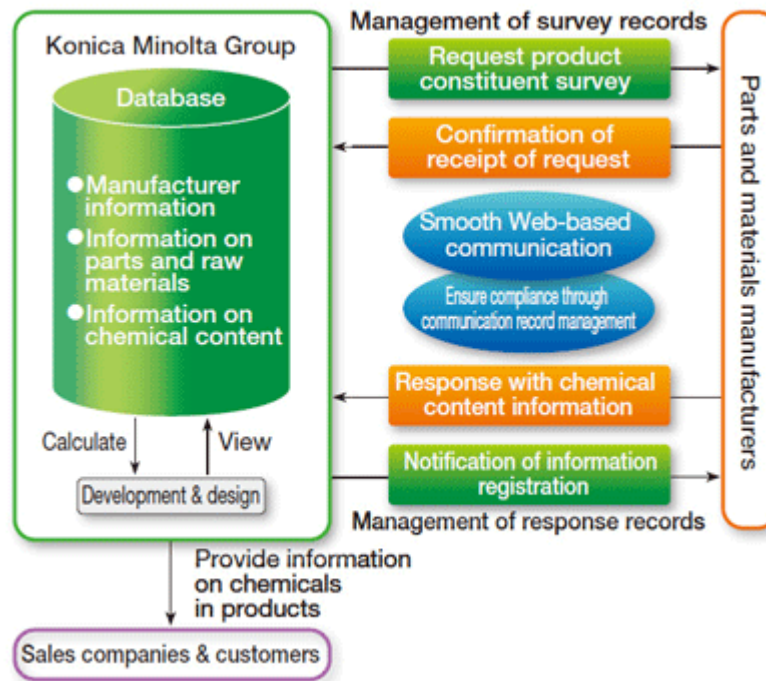 Konica Minolta Group
Database
●Manufacturer
information
●Information on
parts and raw
materials
●Information on
chemical content
Calculate
View
Development & design
Provide information
on chemicals
in products
Sales companies & customers
Management of survey records
Request product
constituent survey
Confirmation of
receipt of request
Smooth Web-based
communication
Ensure compliance through
communication record management
Response with chemical
content information
Notification of information
registration
Management of response records
Parts and materials manufacturers